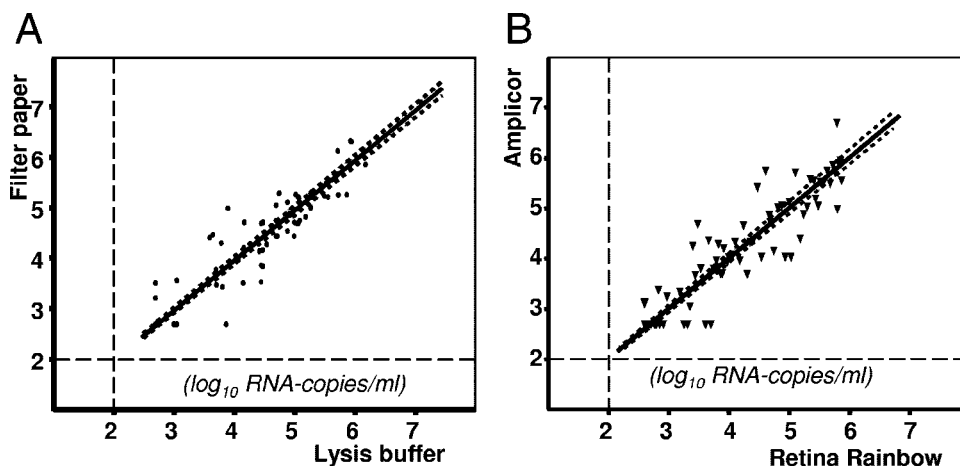 A
Filter paper
7
6
5
4
3
2
(log10 RNA-copies/ml)
2 3 4 5 6 7
Lysis buffer
B
Amplicor
7
6
5
4
3
2
(log10 RNA-copies/ml)
2 3 4 5 6 7
Retina Rainbow